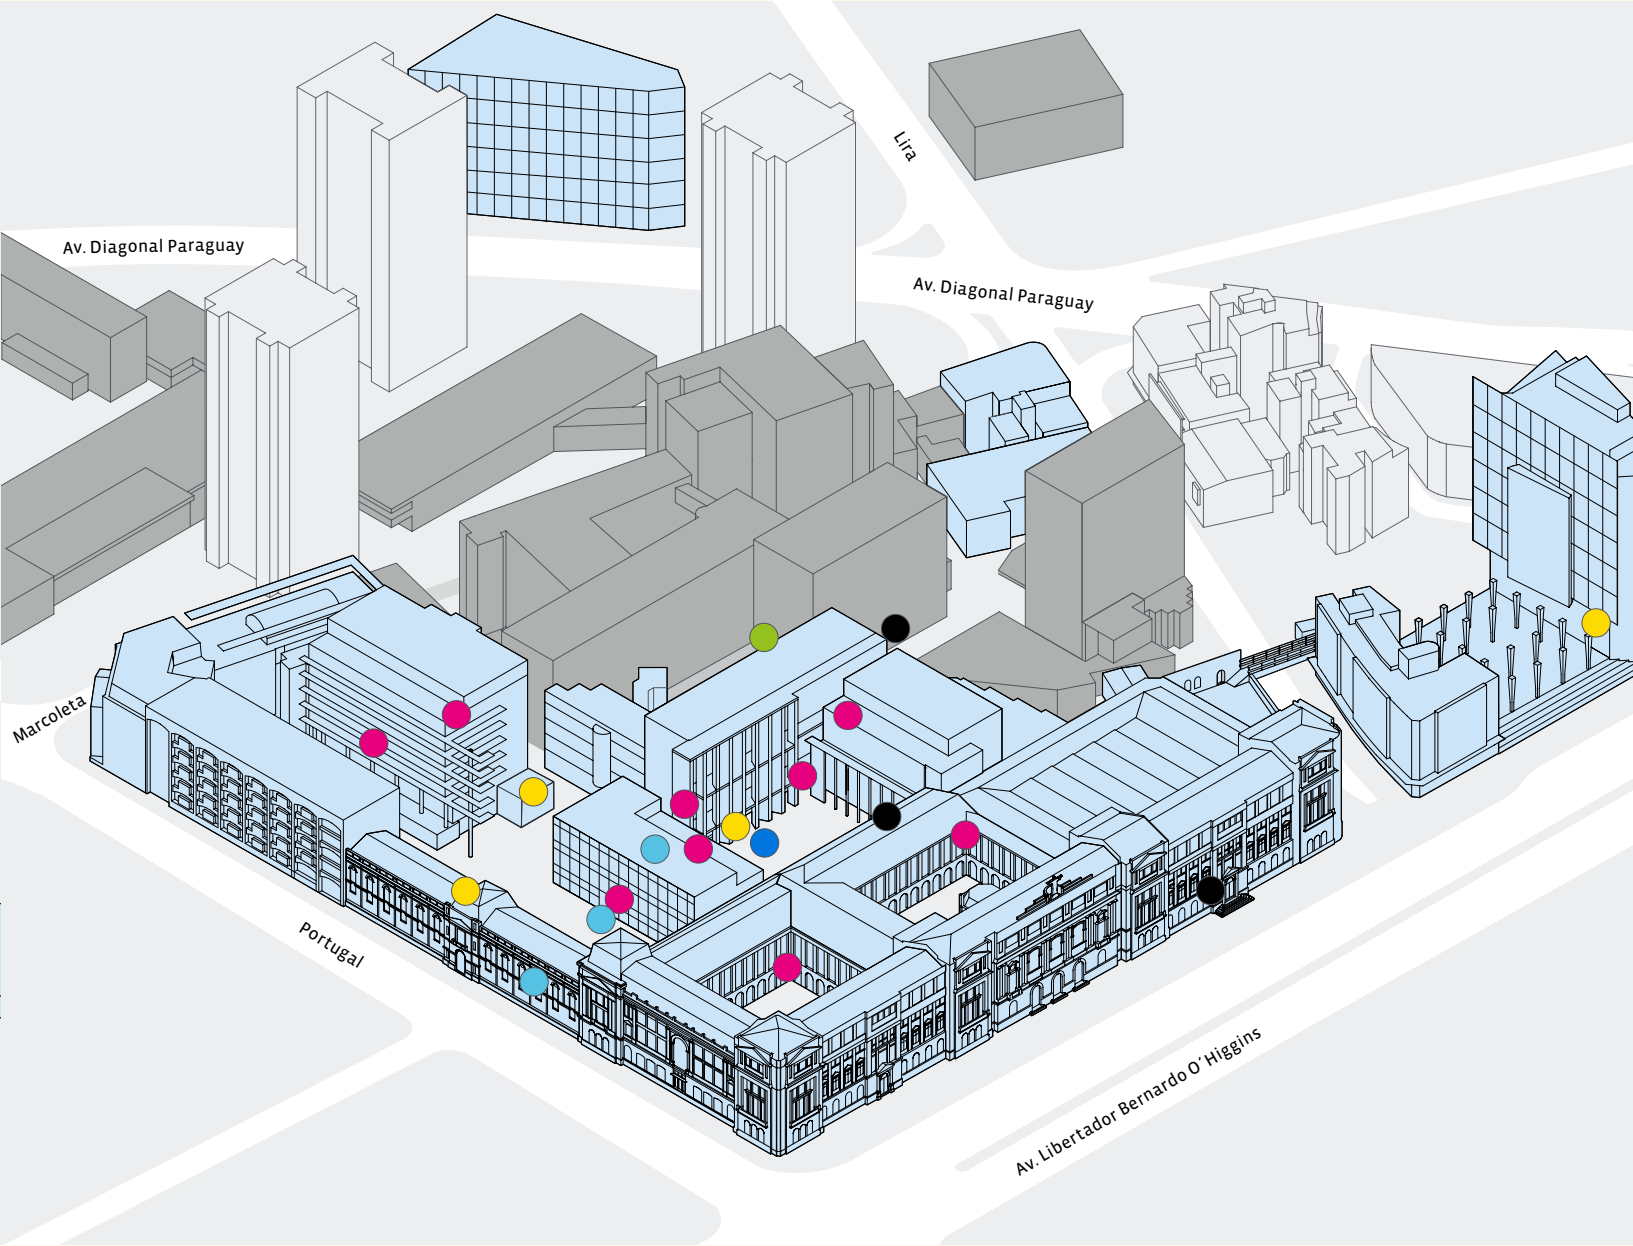 Lira
Av. Diagonal Paraguay
Av. Diagonal Paraguay
Marcoleta
Portugal
Av. Libertador Bernardo O´Higgins